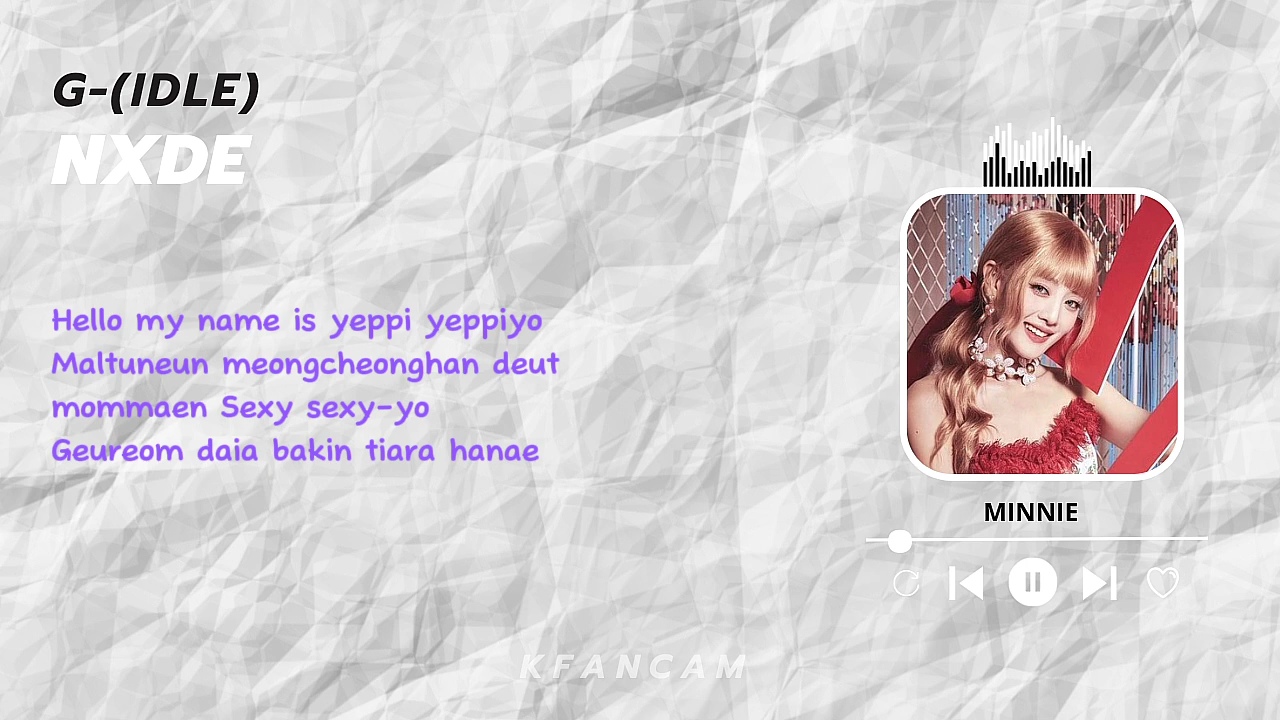 G-(IDLE)
NXDE
Hello my name is yeppi yeppiyo
Maltuneun meongcheonghan deut
mommaen Sexy sexy-yo
Geureom daia bakin tiara hanae
MINNIE
KFANCAM